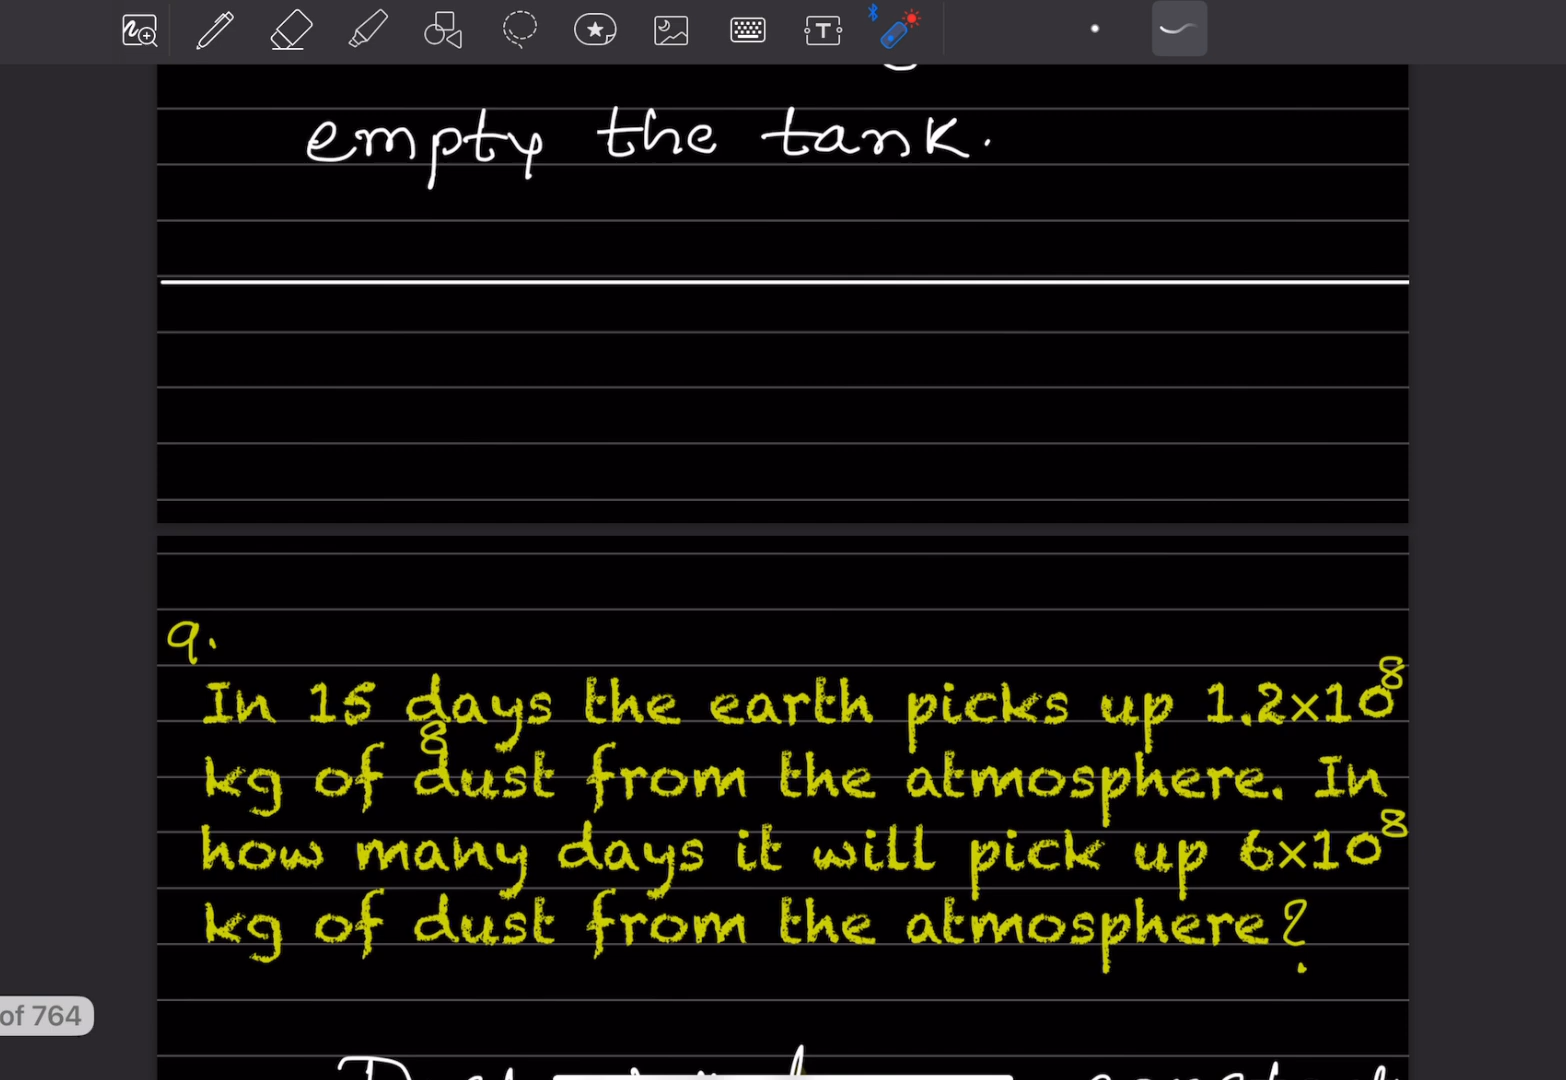 T
empty the tank.
9.
In 15 days the earth picks up 1.2×10⁸
kg of dust from the atmosphere. In
how many days it will pick up 6×10⁸
kg of dust from the atmosphere?
of 764